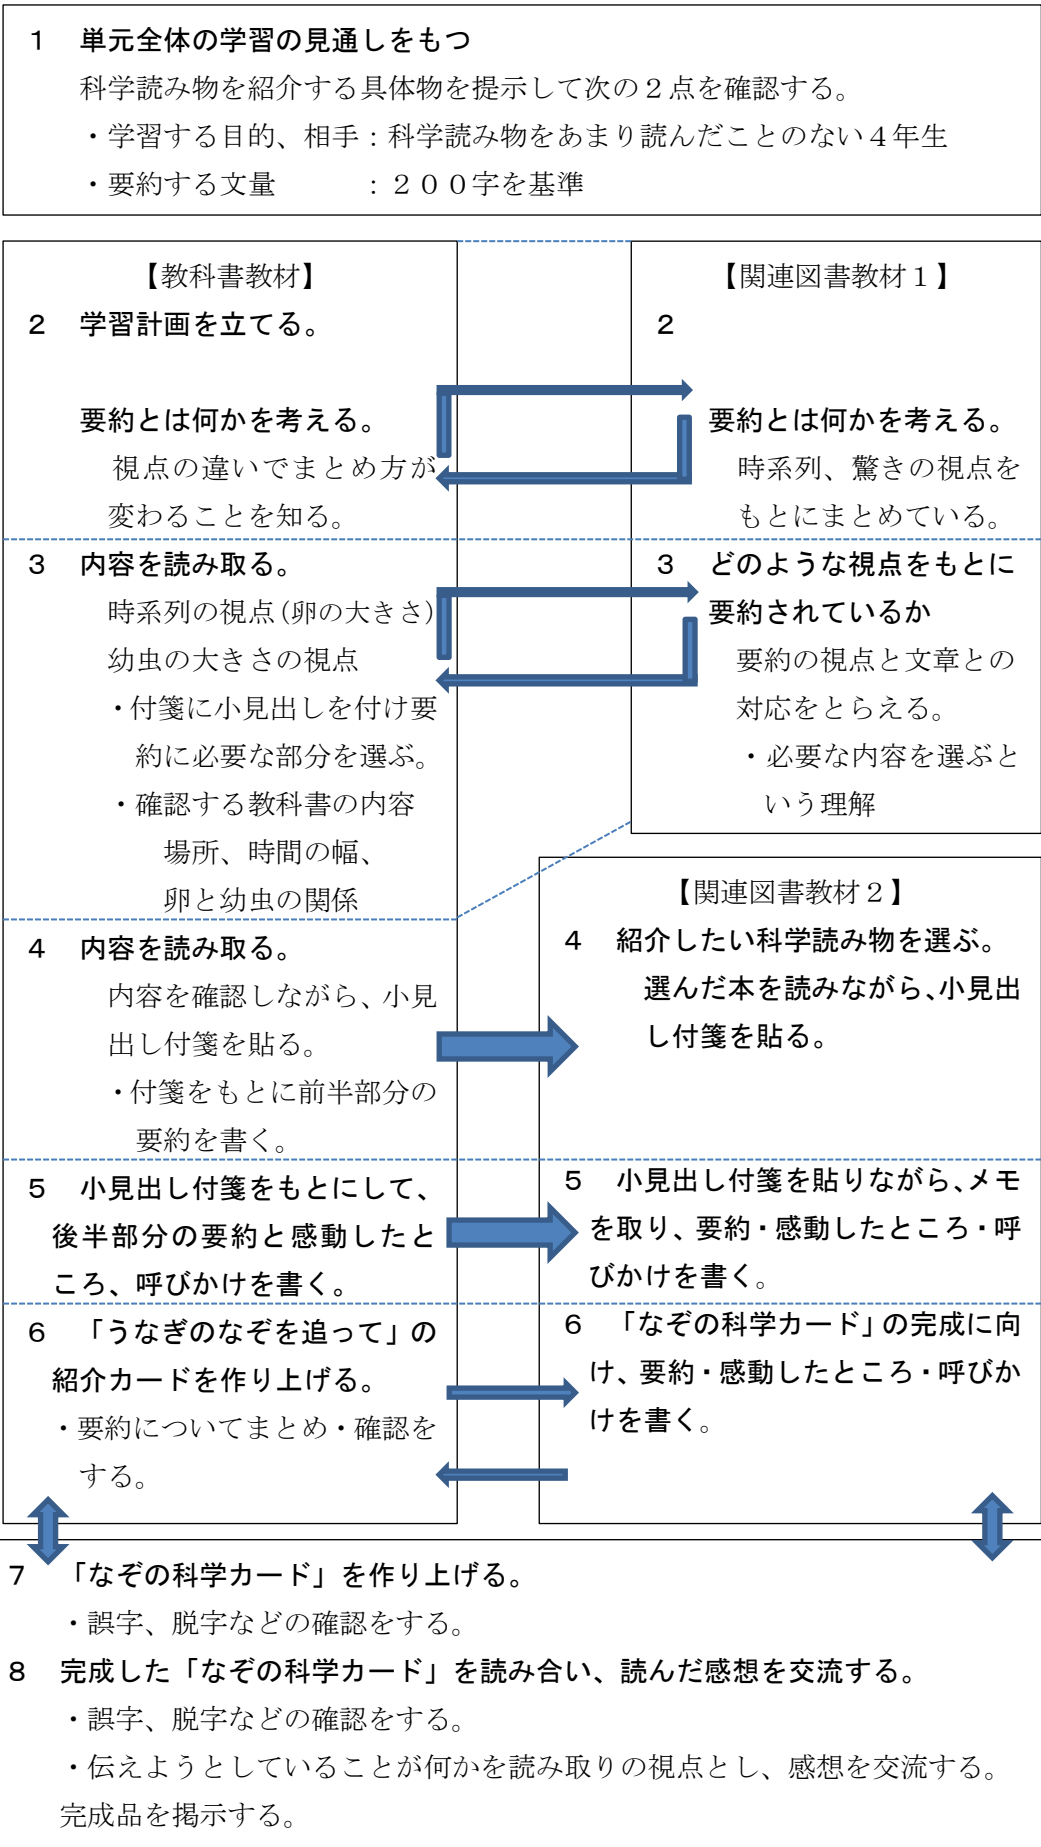 １　単元全体の学習の見通しをもつ
科学読み物を紹介する具体物を提示して次の２点を確認する。
・学習する目的、相手：科学読み物をあまり読んだことのない４年生
・要約する文量　　　：２００字を基準
【教科書教材】
２　学習計画を立てる。
要約とは何かを考える。
視点の違いでまとめ方が
変わることを知る。
３　内容を読み取る。
時系列の視点(卵の大きさ)
幼虫の大きさの視点
・付箋に小見出しを付け要
約に必要な部分を選ぶ。
・確認する教科書の内容
場所、時間の幅、
卵と幼虫の関係
４　内容を読み取る。
内容を確認しながら、小見
出し付箋を貼る。
・付箋をもとに前半部分の
要約を書く。
５　小見出し付箋をもとにして、
後半部分の要約と感動したと
ころ、呼びかけを書く。
６　「うなぎのなぞを追って」の
紹介カードを作り上げる。
・要約についてまとめ・確認を
する。
【関連図書教材１】
２
要約とは何かを考える。
時系列、驚きの視点を
もとにまとめている。
３　どのような視点をもとに
要約されているか
要約の視点と文章との
対応をとらえる。
・必要な内容を選ぶと
いう理解
【関連図書教材２】
４　紹介したい科学読み物を選ぶ。
選んだ本を読みながら、小見出
し付箋を貼る。
５　小見出し付箋を貼りながら、メモ
を取り、要約・感動したところ・呼
びかけを書く。
６　「なぞの科学カード」の完成に向
け、要約・感動したところ・呼びか
けを書く。
７　「なぞの科学カード」を作り上げる。
・誤字、脱字などの確認をする。
８　完成した「なぞの科学カード」を読み合い、読んだ感想を交流する。
・誤字、脱字などの確認をする。
・伝えようとしていることが何かを読み取りの視点とし、感想を交流する。
完成品を掲示する。